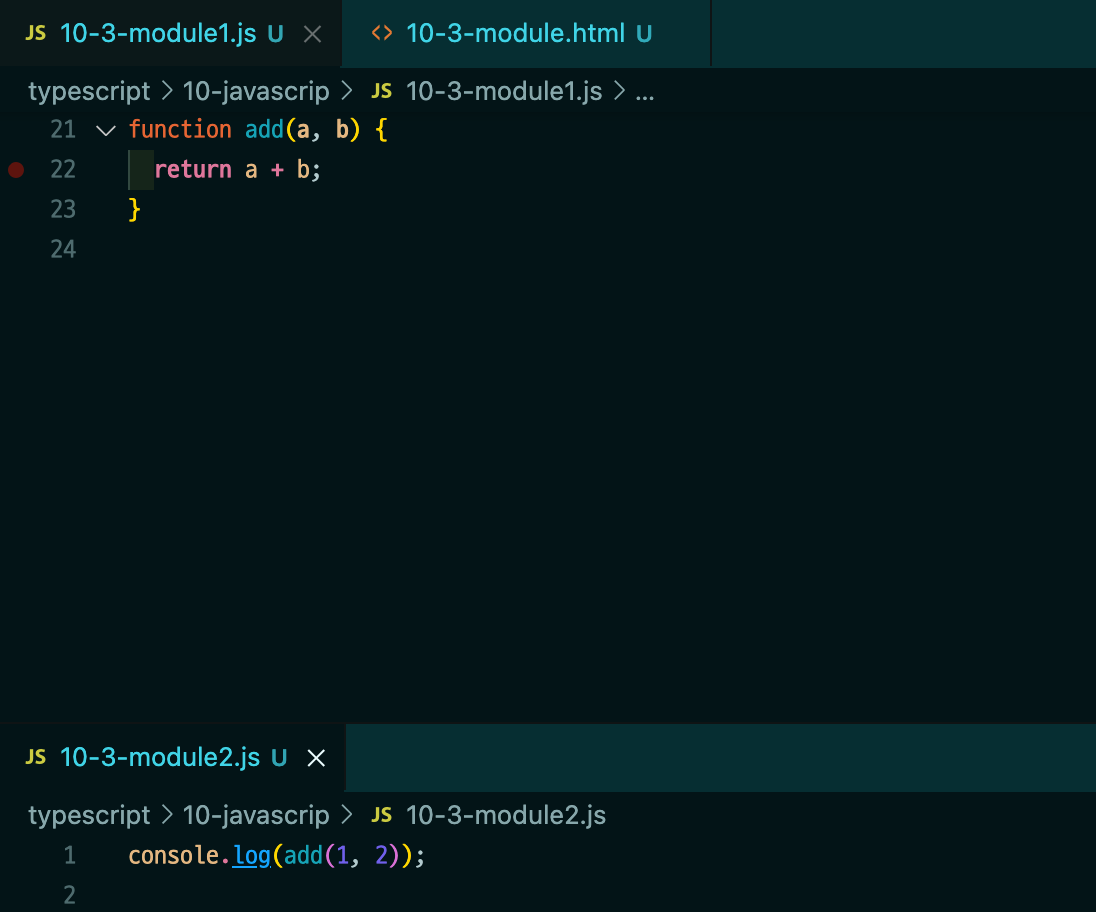 JS 10-3-module1.js U <> 10-3-module.html U
typescript > 10-javascrip > JS 10-3-module1.js > ...
21 function add(a, b) {
22 return a + b;
23 }
24
JS 10-3-module2.js U
typescript > 10-javascrip > JS 10-3-module2.js
1 console.log(add(1, 2));
2